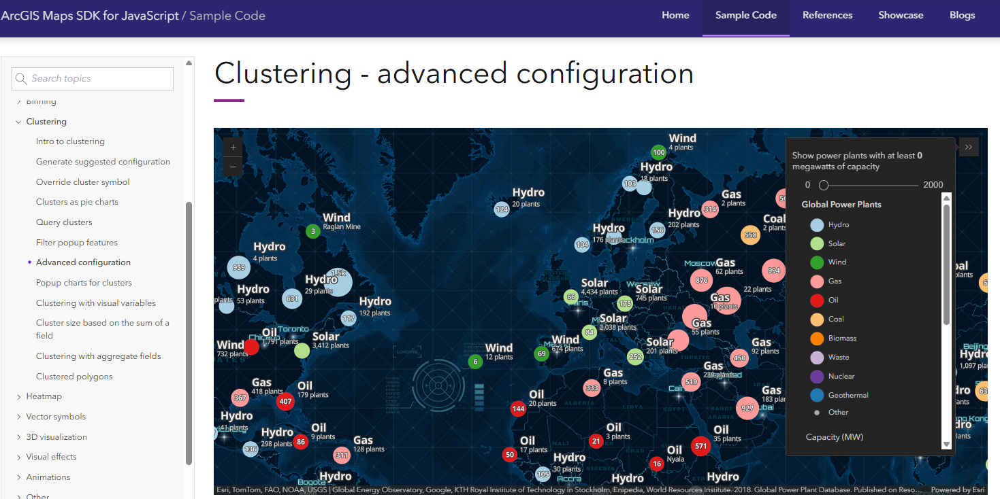 ArcGIS Maps SDK for JavaScript / Sample Code
Home
Sample Code
References
Showcase
Blogs
Search topics
Binning
Clustering
Intro to clustering
Generate suggested configuration
Override cluster symbol
Clusters as pie charts
Query clusters
Filter popup features
Advanced configuration
Popup charts for clusters
Clustering with visual variables
Cluster size based on the sum of a
field
Clustering with aggregate fields
Clustered polygons
Heatmap
Vector symbols
3D visualization
Visual effects
Animations
Other
Clustering - advanced configuration
+
−
Wind
4 plants
100
Hydro
18 plants
103
Hydro
20 plants
124
Gas
2 plants
314
Wind
Raglan Mine
3
Hydro
202 plants
156
Hydro
176 plants
104
Coal
2 plants
558
Hydro
4 plants
959
Moscow
Gas
62 plants
876
994
22 plants
1.5k
Hydro
29 plants
631
Hydro
53 plants
plants
Hydro
192 plants
117
Solar
4,434 plants
66
Paris
Warsaw
Solar
745 plants
175
Gas
10 plants
Solar
2,038 plants
84
Gas
55 plants
Toronto
Chicago
Oil
1,791 plants
Wind
732 plants
Solar
3,412 plants
Wind
12 plants
6
Madrid
Wind
674 plants
69
Solar
201 plants
252
TÜRKIYE
Gas
92 plants
450
LOADING
Gas
418 plants
367
Oil
179 plants
407
Gas
8 plants
333
Gas
230 plants
519
Gas
183 plants
927
Oil
20 plants
144
ALGERIA
LIBYA
EGYPT
SAUDI
ARABIA
Hydro
41 plants
Hydro
298 plants
136
Oil
9 plants
86
Gas
128 plants
311
Oil
17 plants
50
MALI
Oil
3 plants
21
CHAD
Oil
35 plants
571
Oil
Nyala
16
Hydro
30 plants
105
Accra
NIGERIA
Bogota
Hydro
Hydro
Hydro
Show power plants with at least 0
megawatts of capacity
0
2000
Global Power Plants
Hydro
Solar
Wind
Gas
Oil
Coal
Biomass
Waste
Nuclear
Geothermal
Other
Capacity (MW)
Beijing
Hydro
1,097 plan
Esri, TomTom, FAO, NOAA, USGS | Global Energy Observatory, Google, KTH Royal Institute of Technology in Stockholm, Enipedia, World Resources Institute. 2018. Global Power Plant Database. Published on Reso...
Powered by Esri